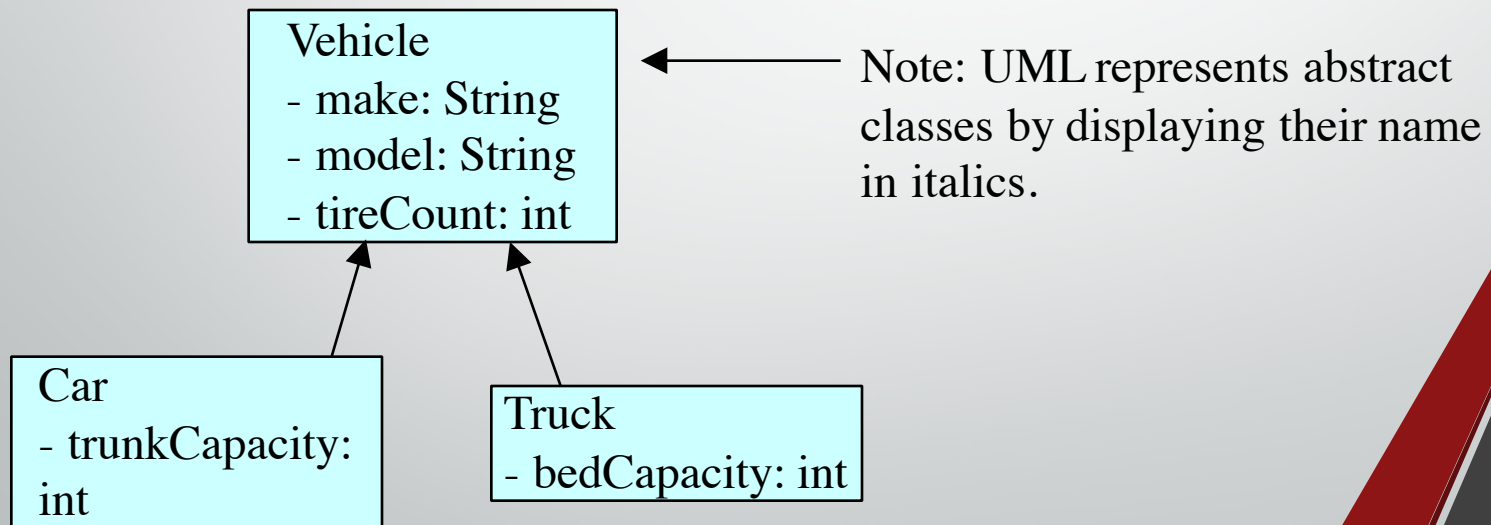 Vehicle
- make: String
- model: String
- tireCount: int
Note: UML represents abstract
classes by displaying their name
in italics.
Car
- trunkCapacity:
int
Truck
- bedCapacity: int